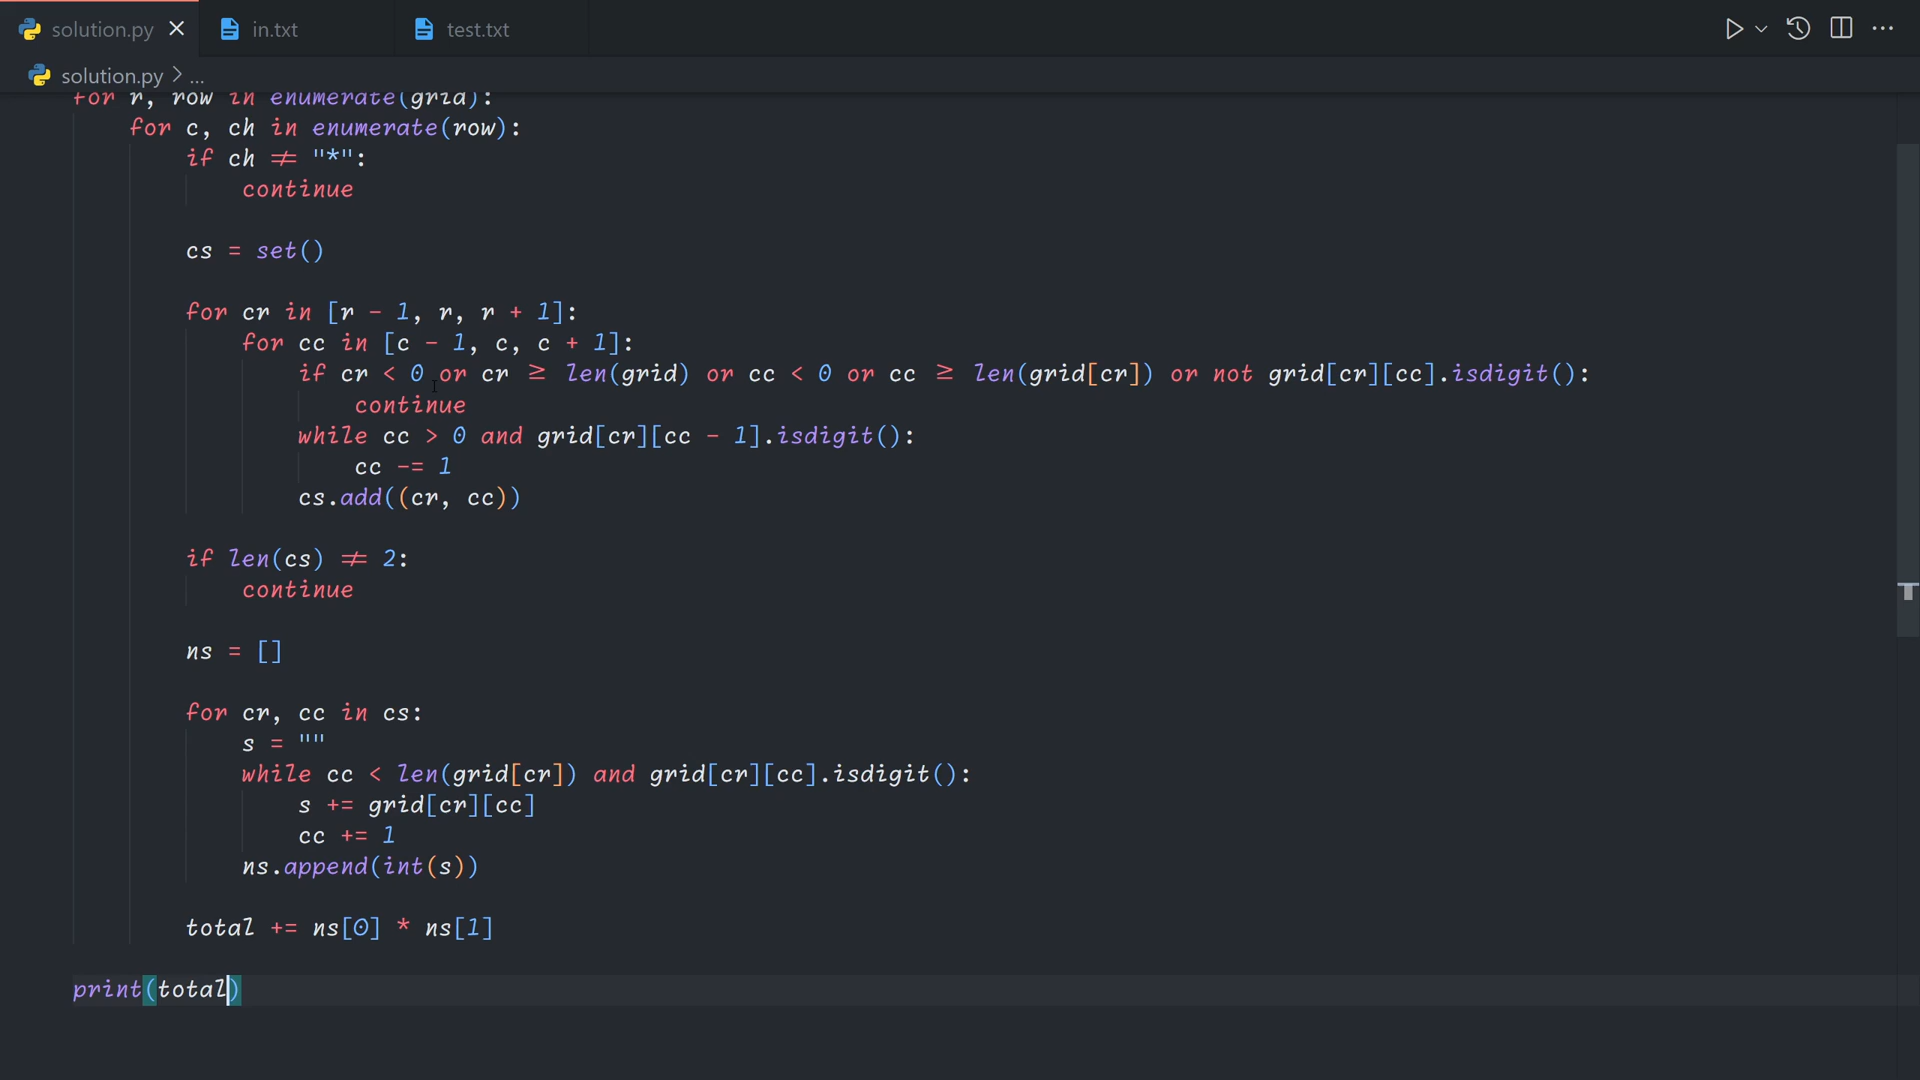 solution.py
in.txt
test.txt
solution.py > ...
for r, row in enumerate(grid):
for c, ch in enumerate(row):
if ch ≠ "*":
continue
cs = set()
for cr in [r - 1, r, r + 1]:
for cc in [c - 1, c, c + 1]:
if cr < 0 or cr ≥ len(grid) or cc < 0 or cc ≥ len(grid[cr]) or not grid[cr][cc].isdigit():
continue
while cc > 0 and grid[cr][cc - 1].isdigit():
cc -= 1
cs.add((cr, cc))
if len(cs) ≠ 2:
continue
ns = []
for cr, cc in cs:
s = ""
while cc < len(grid[cr]) and grid[cr][cc].isdigit():
s += grid[cr][cc]
cc += 1
ns.append(int(s))
total += ns[0] * ns[1]
print(total)